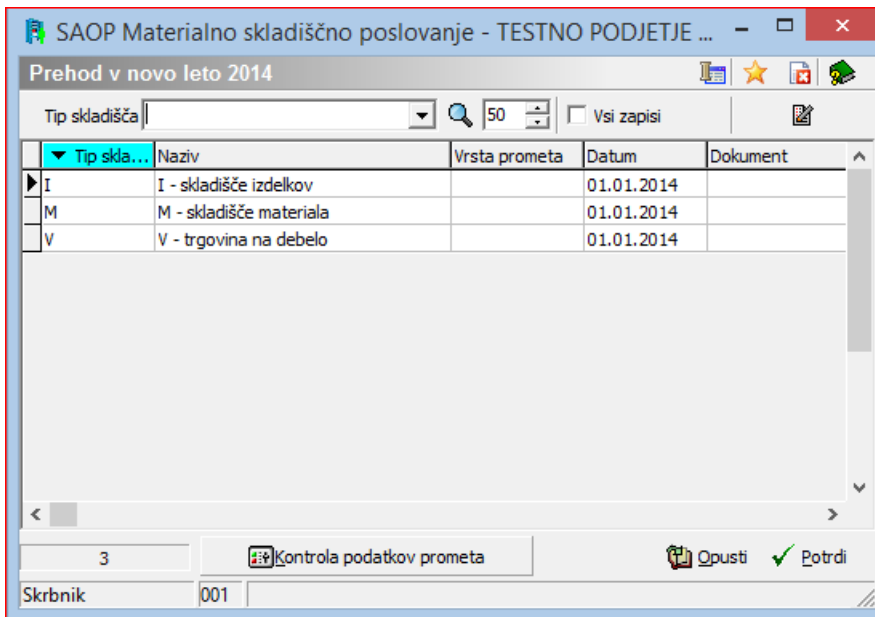 SAOP Materialno skladiščno poslovanje - TESTNO PODJETJE ...
Prehod v novo leto 2014
Tip skladišča 50 Vsi zapisi
Tip skla... Naziv Vrsta prometa Datum Dokument
I I - skladišče izdelkov 01.01.2014
M M - skladišče materiala 01.01.2014
V V - trgovina na debelo 01.01.2014
3 Kontrola podatkov prometa Opusti Potrdi
Skrbnik 001